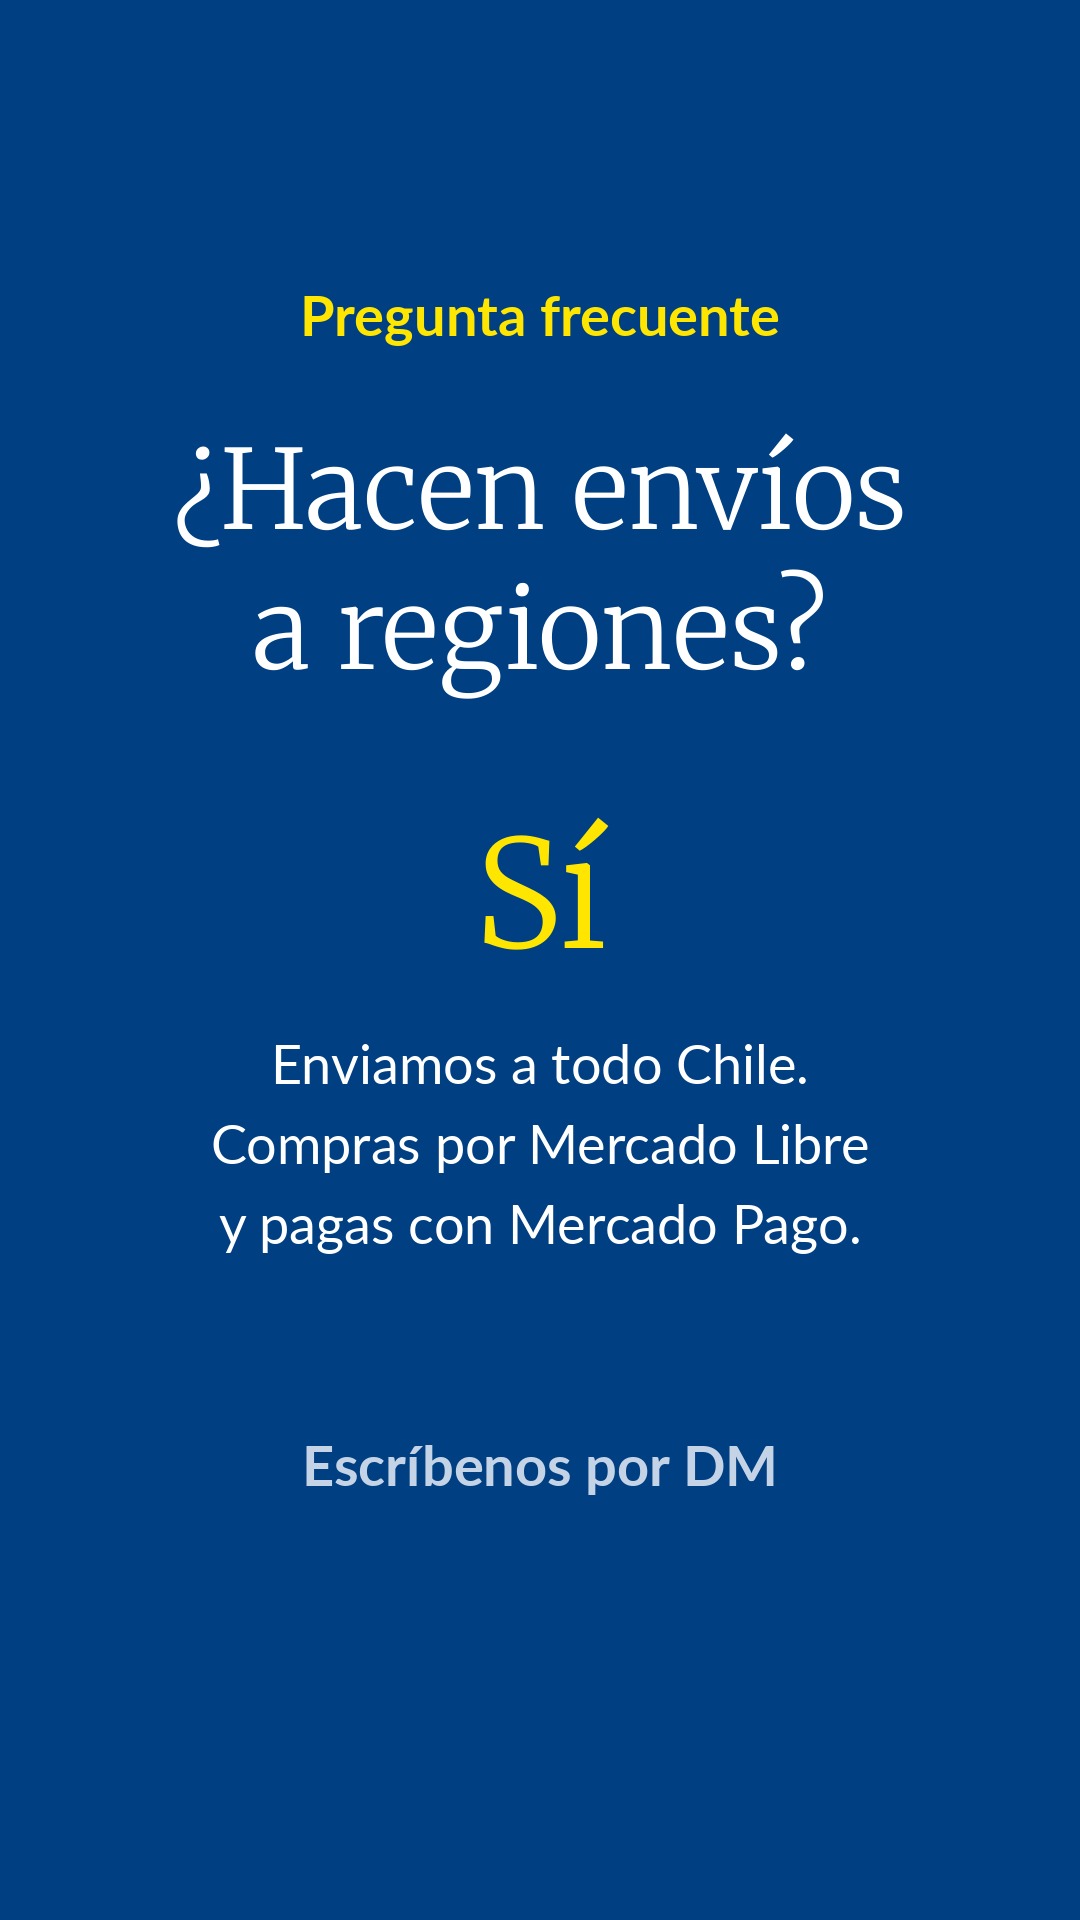 Pregunta frecuente
¿Hacen envíos
a regiones?
Sí
Enviamos a todo Chile.
Compras por Mercado Libre
y pagas con Mercado Pago.
Escríbenos por DM